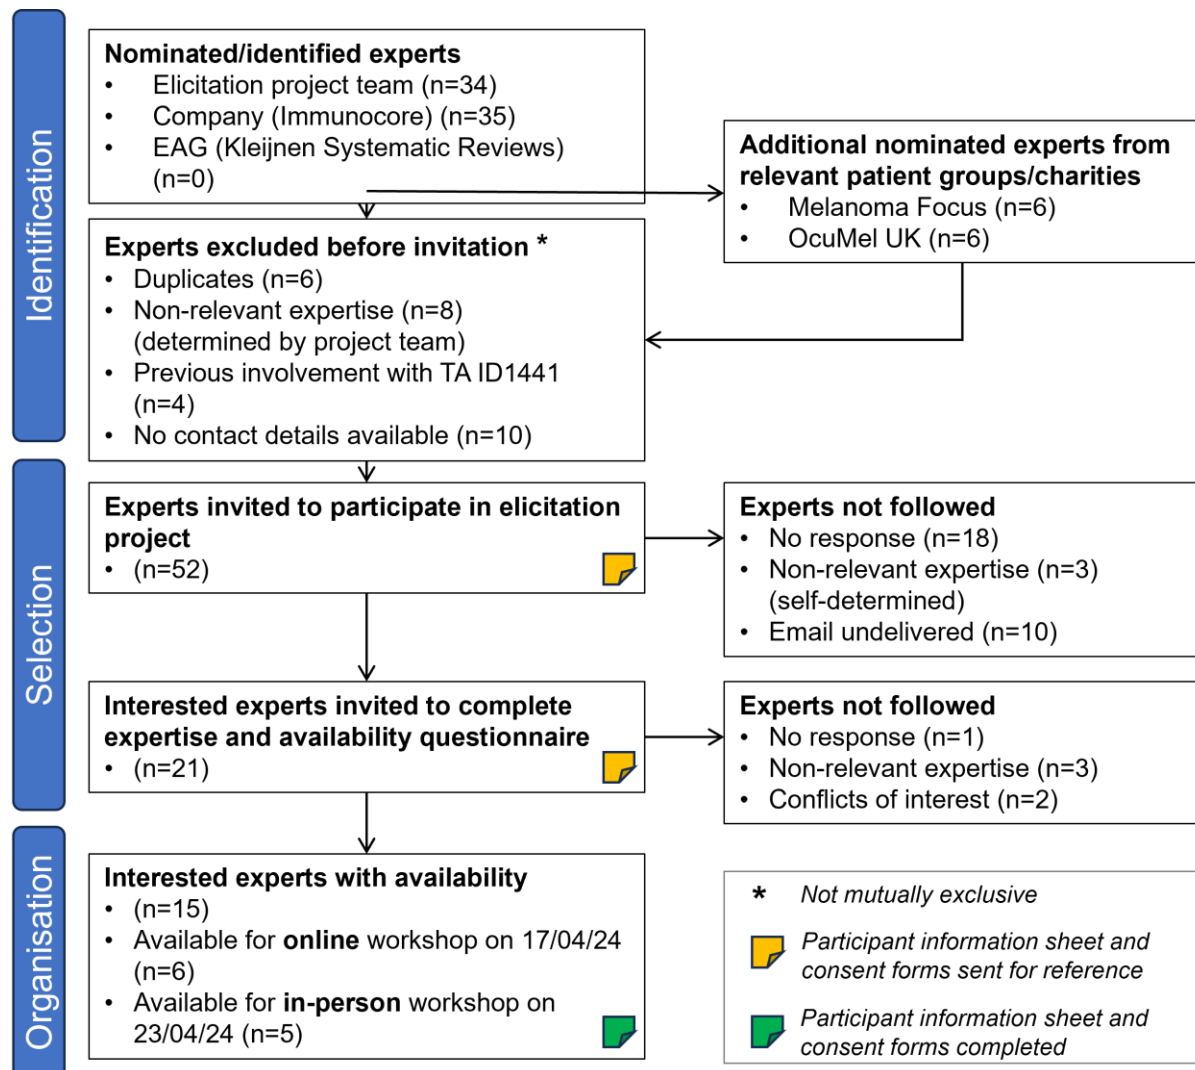 Identification
Nominated/identified experts
• Elicitation project team (n=34)
• Company (Immunocore) (n=35)
• EAG (Kleijnen Systematic Reviews)
(n=0)
Additional nominated experts from
relevant patient groups/charities
• Melanoma Focus (n=6)
• OcuMel UK (n=6)
Experts excluded before invitation *
• Duplicates (n=6)
• Non-relevant expertise (n=8)
(determined by project team)
• Previous involvement with TA ID1441
(n=4)
• No contact details available (n=10)
Selection
Experts invited to participate in elicitation
project
• (n=52)
Experts not followed
• No response (n=18)
• Non-relevant expertise (n=3)
(self-determined)
• Email undelivered (n=10)
Interested experts invited to complete
expertise and availability questionnaire
• (n=21)
Experts not followed
• No response (n=1)
• Non-relevant expertise (n=3)
• Conflicts of interest (n=2)
Organisation
Interested experts with availability
• (n=15)
• Available for online workshop on 17/04/24
(n=6)
• Available for in-person workshop on
23/04/24 (n=5)
* Not mutually exclusive
Participant information sheet and
consent forms sent for reference
Participant information sheet and
consent forms completed